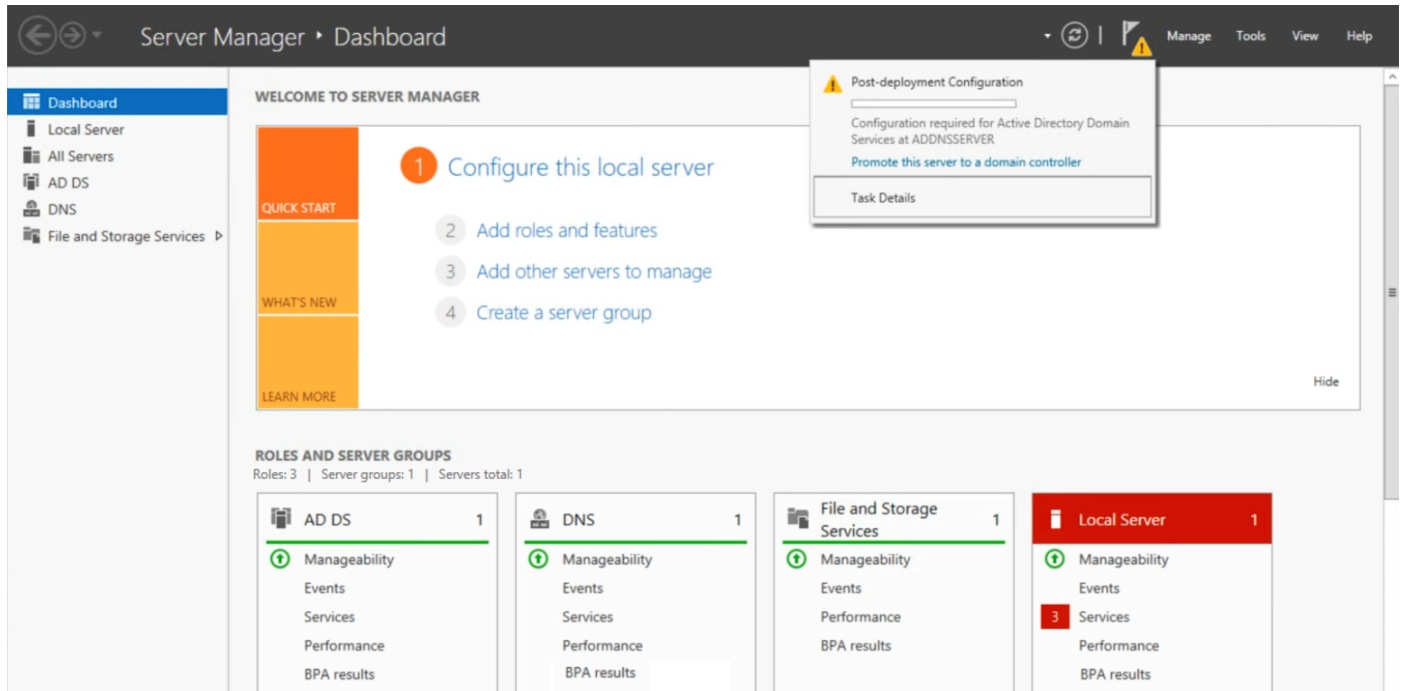 Server Manager ‣ Dashboard
Manage Tools View Help
Dashboard
Local Server
All Servers
AD DS
DNS
File and Storage Services
WELCOME TO SERVER MANAGER
QUICK START
WHAT'S NEW
LEARN MORE
1 Configure this local server
2 Add roles and features
3 Add other servers to manage
4 Create a server group
Hide
Post-deployment Configuration
Configuration required for Active Directory Domain
Services at ADDNSSERVER
Promote this server to a domain controller
Task Details
ROLES AND SERVER GROUPS
Roles: 3 | Server groups: 1 | Servers total: 1
AD DS 1
Manageability
Events
Services
Performance
BPA results
DNS 1
Manageability
Events
Services
Performance
BPA results
File and Storage
Services 1
Manageability
Events
Performance
BPA results
Local Server 1
Manageability
Events
3 Services
Performance
BPA results